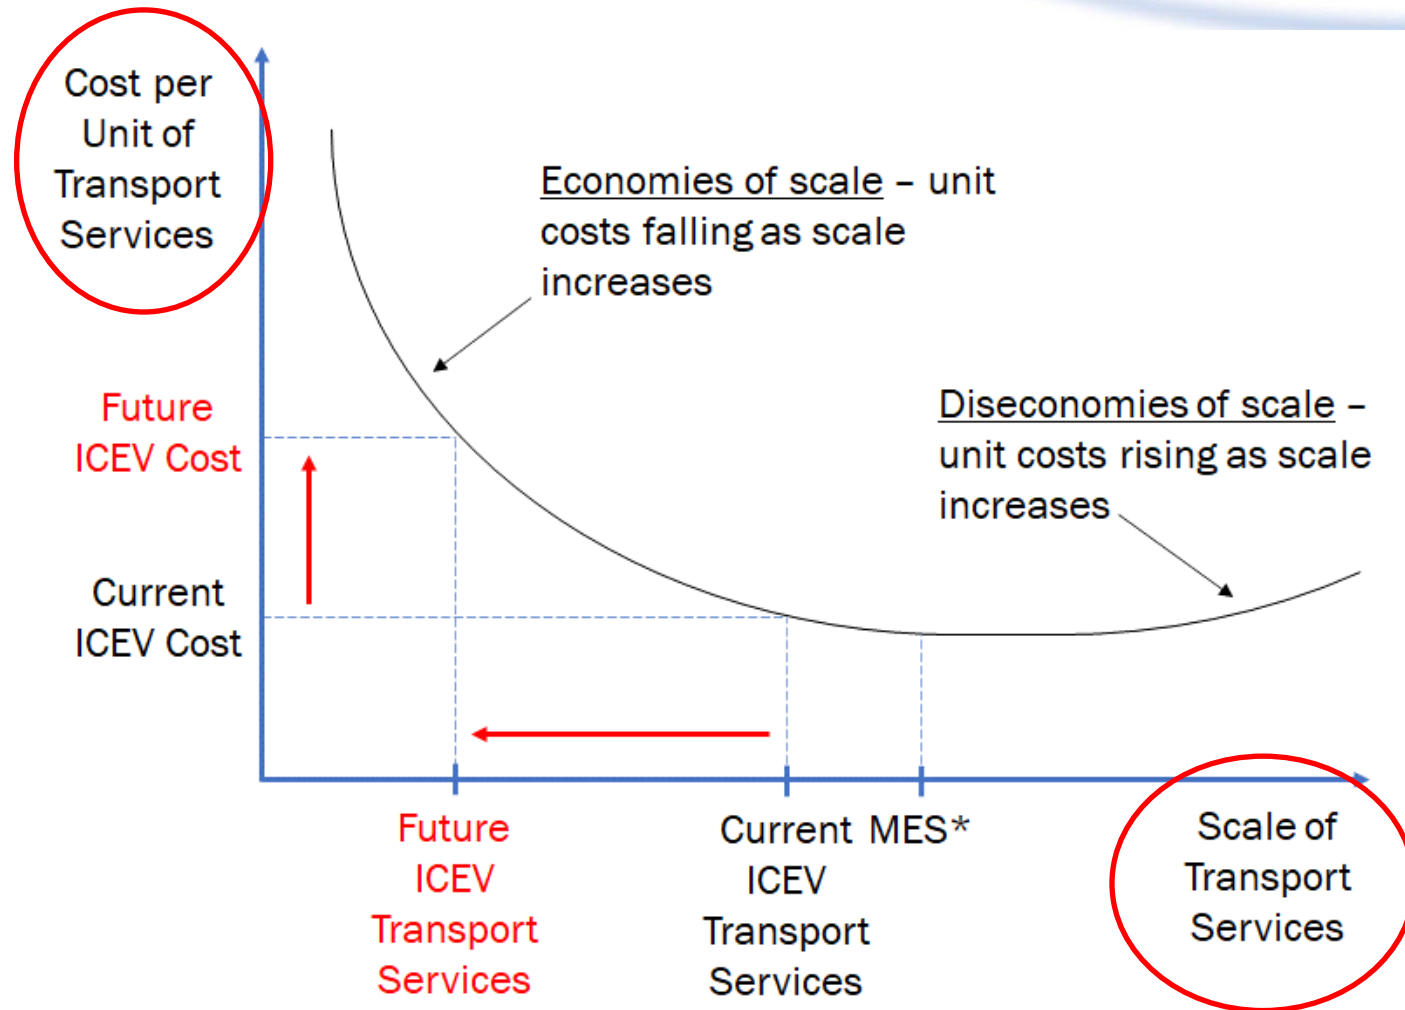 Cost per
Unit of
Transport
Services
Economies of scale – unit
costs falling as scale
increases
Diseconomies of scale –
unit costs rising as scale
increases
Future
ICEV Cost
Current
ICEV Cost
Future
ICEV
Transport
Services
Current
ICEV
Transport
Services
MES*
Scale of
Transport
Services